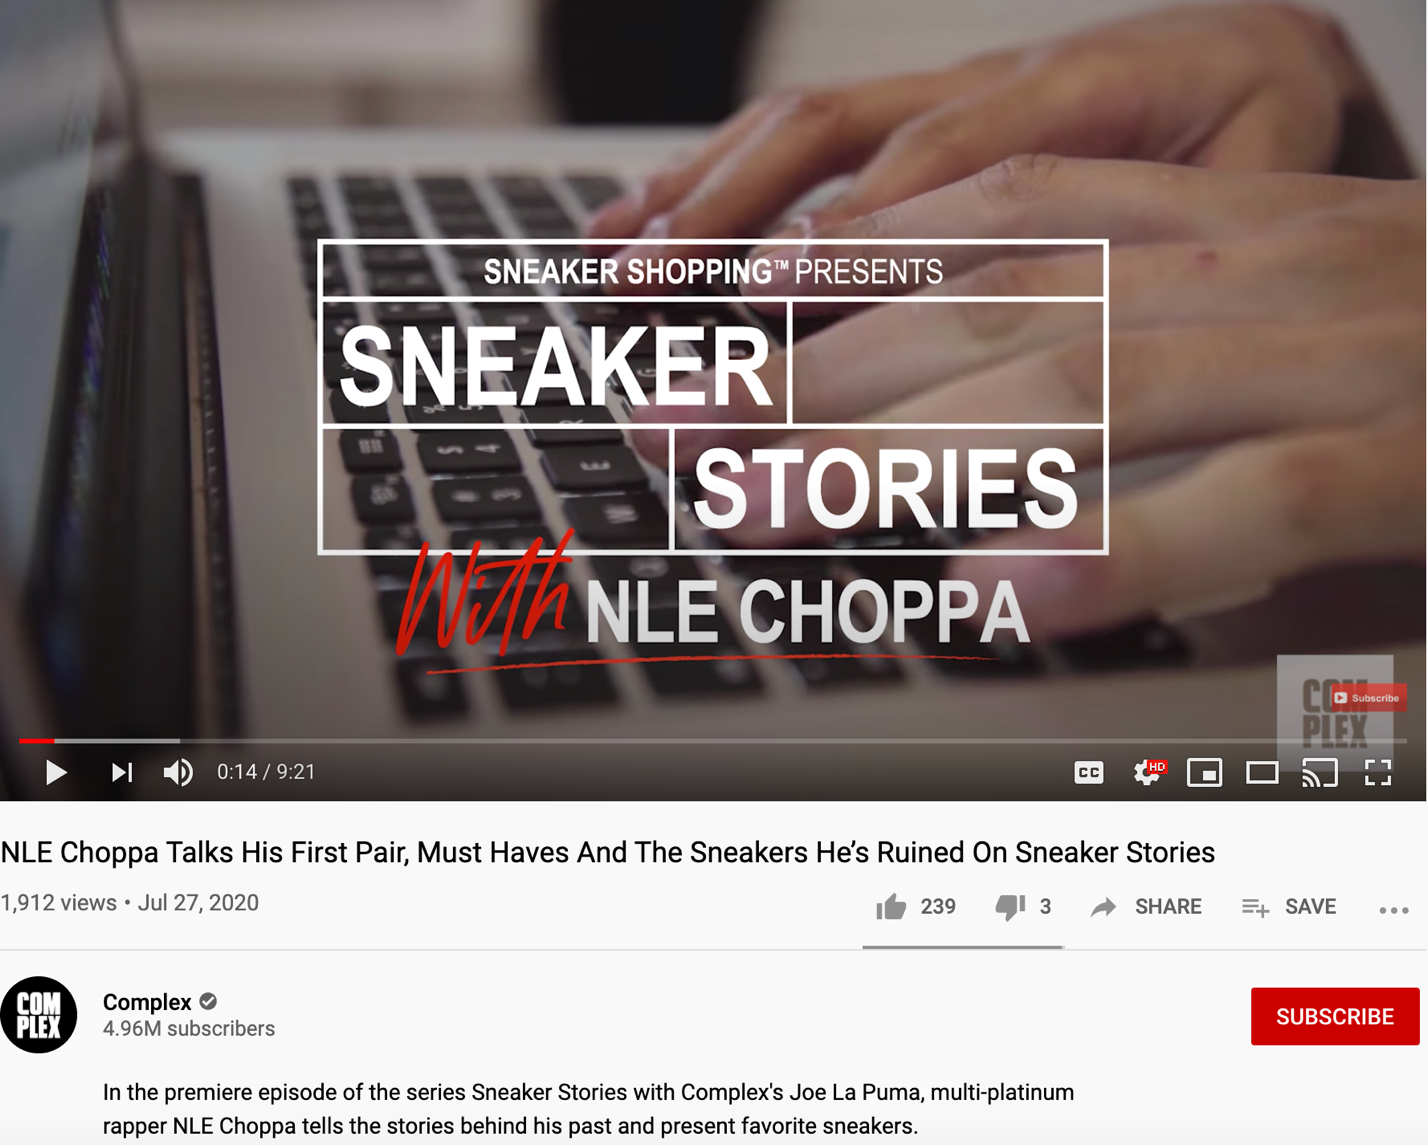 SNEAKER SHOPPING™ PRESENTS
SNEAKER
STORIES
With NLE CHOPPA
COM
PLEX
Subscribe
0:14 / 9:21
CC
HD
NLE Choppa Talks His First Pair, Must Haves And The Sneakers He’s Ruined On Sneaker Stories
1,912 views • Jul 27, 2020
239
3
SHARE
SAVE
COM
PLEX
Complex
4.96M subscribers
SUBSCRIBE
In the premiere episode of the series Sneaker Stories with Complex's Joe La Puma, multi-platinum
rapper NLE Choppa tells the stories behind his past and present favorite sneakers.